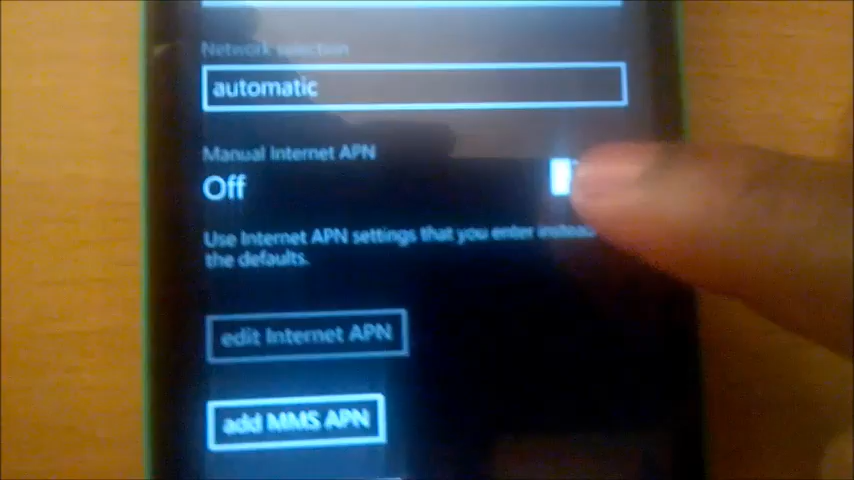 Network selection
automatic
Manual Internet APN
Off
Use Internet APN settings that you enter instead
the defaults.
edit Internet APN
add MMS APN